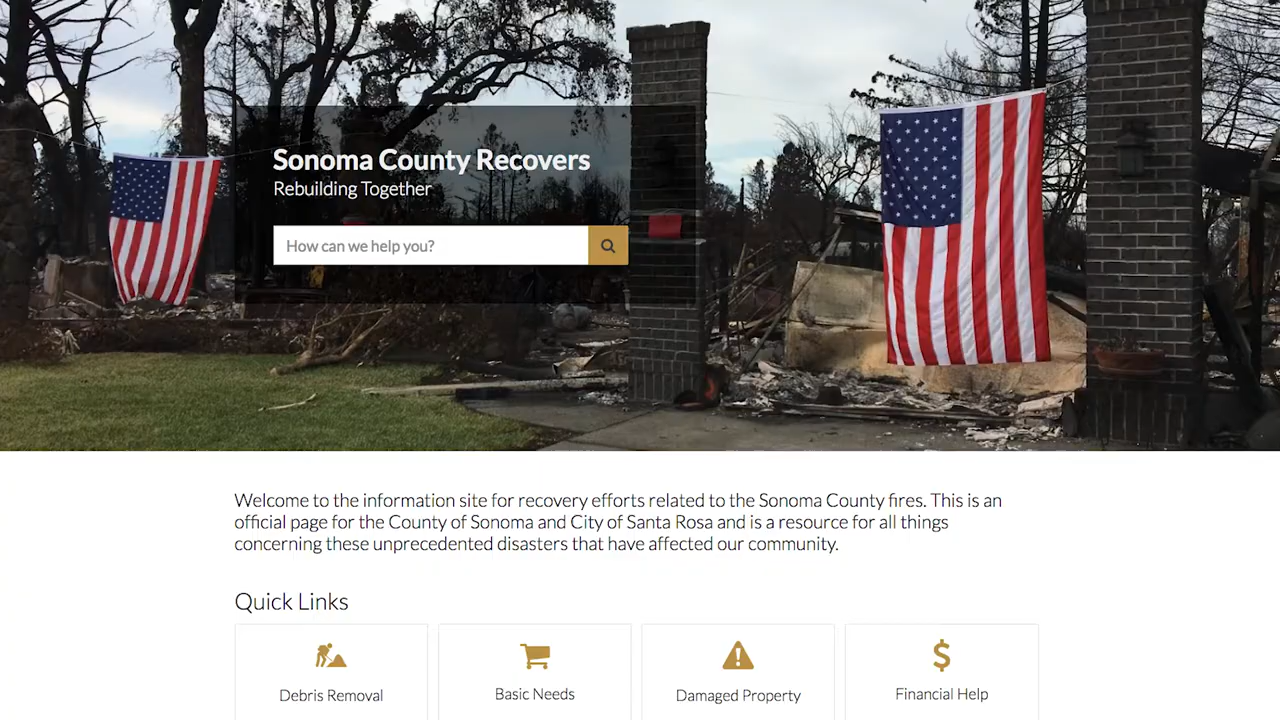 Sonoma County Recovers
Rebuilding Together
How can we help you?
Welcome to the information site for recovery efforts related to the Sonoma County fires. This is an
official page for the County of Sonoma and City of Santa Rosa and is a resource for all things
concerning these unprecedented disasters that have affected our community.
Quick Links
Debris Removal
Basic Needs
Damaged Property
Financial Help